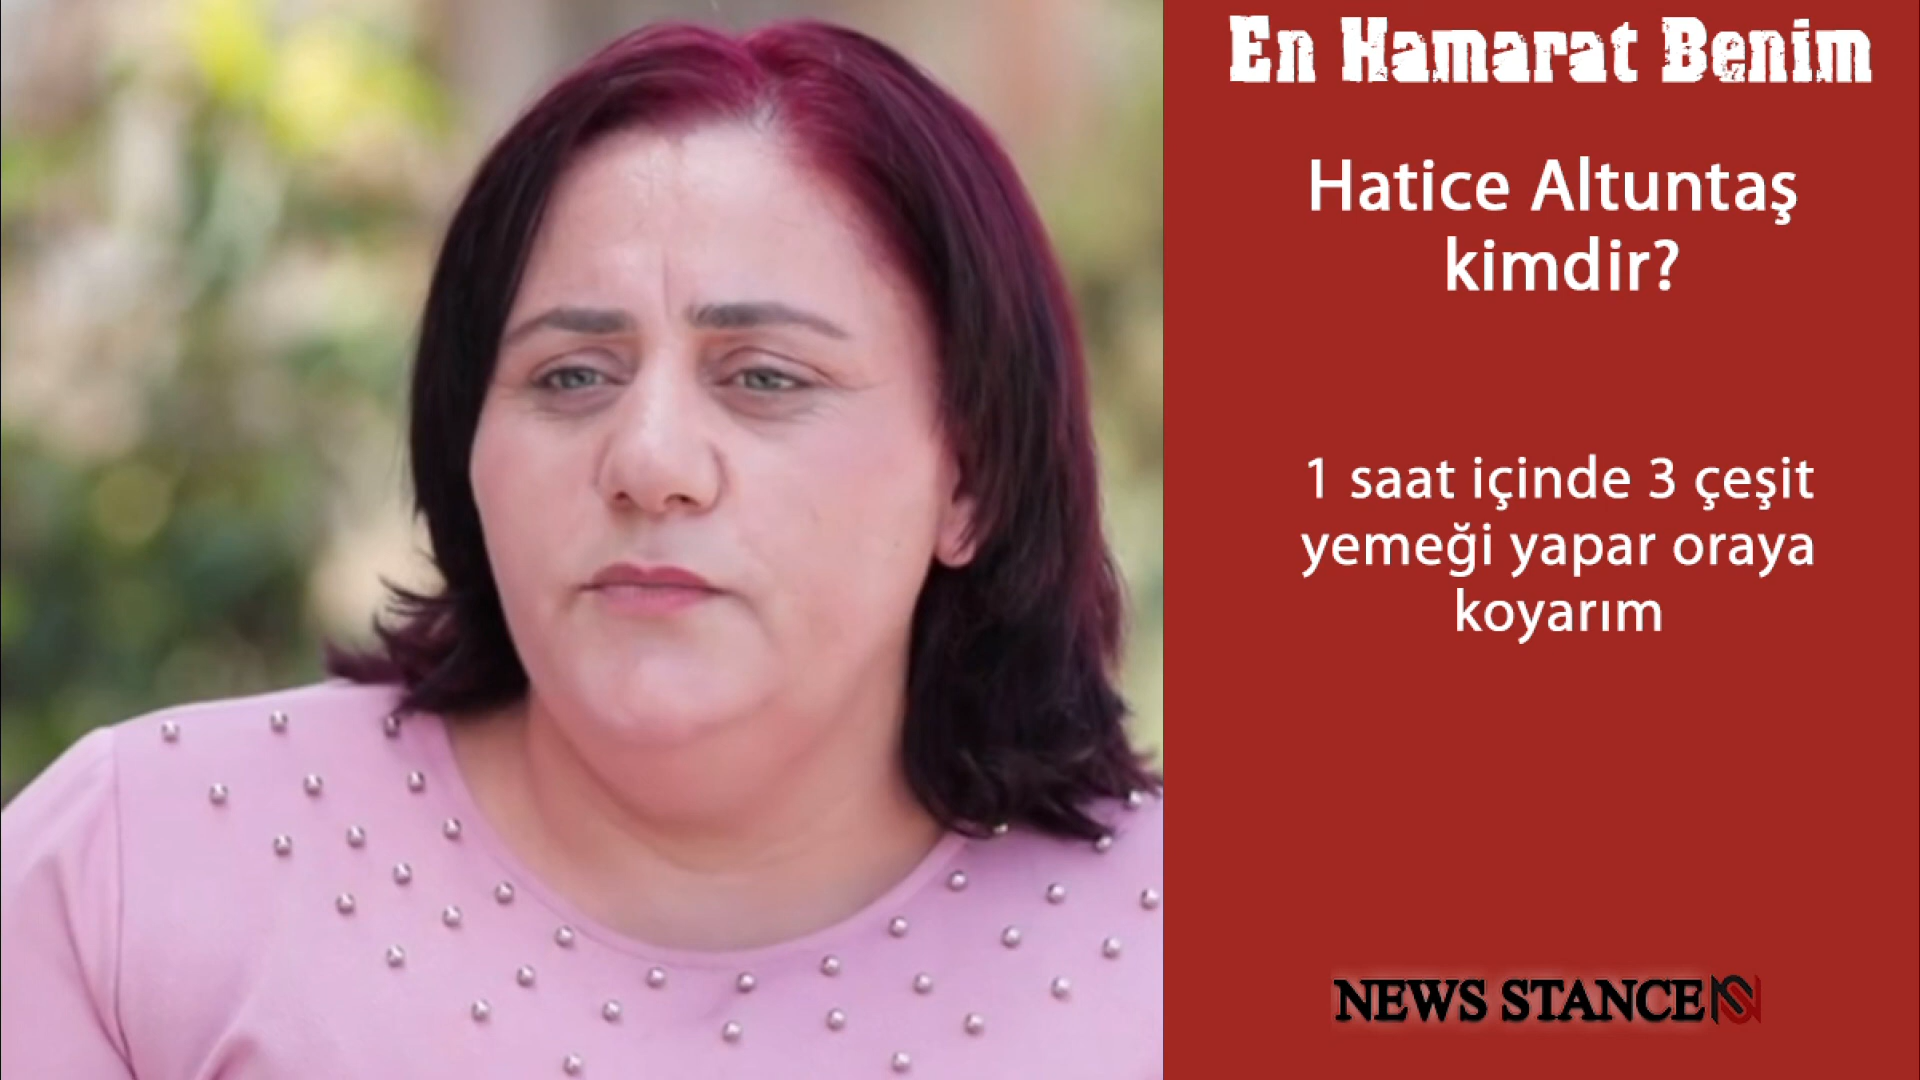 En Hamarat Benim
Hatice Altuntaş
kimdir?
1 saat içinde 3 çeşit
yemeği yapar oraya
koyarım
NEWS STANCE